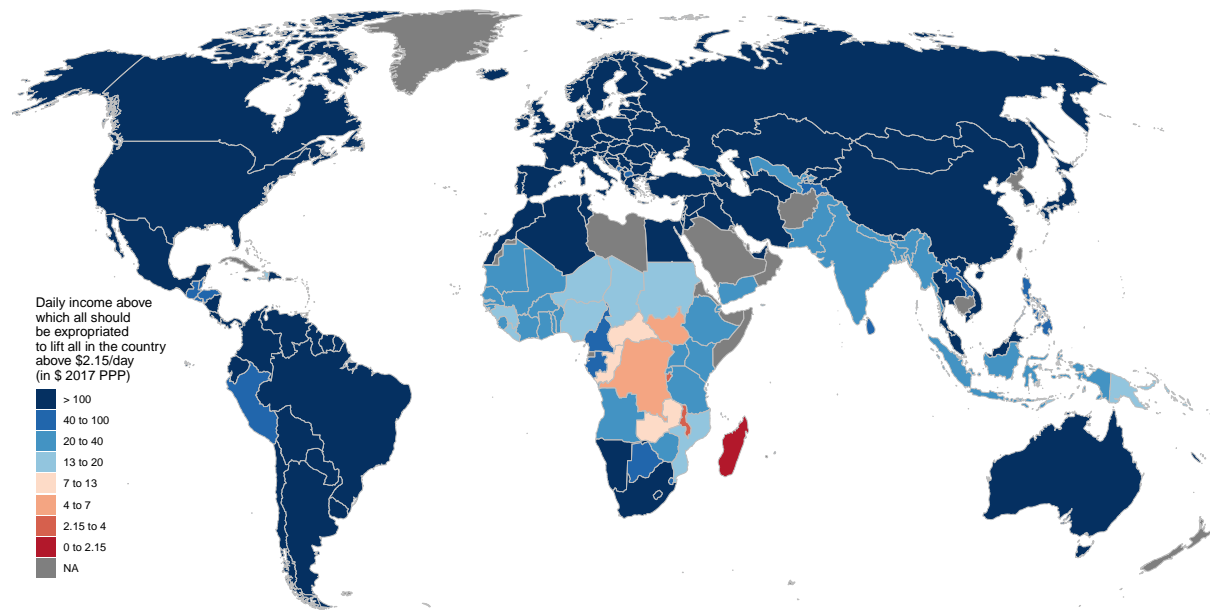 Daily income above
which all should
be expropriated
to lift all in the country
above $2.15/day
(in $ 2017 PPP)
> 100
40 to 100
20 to 40
13 to 20
7 to 13
4 to 7
2.15 to 4
0 to 2.15
NA